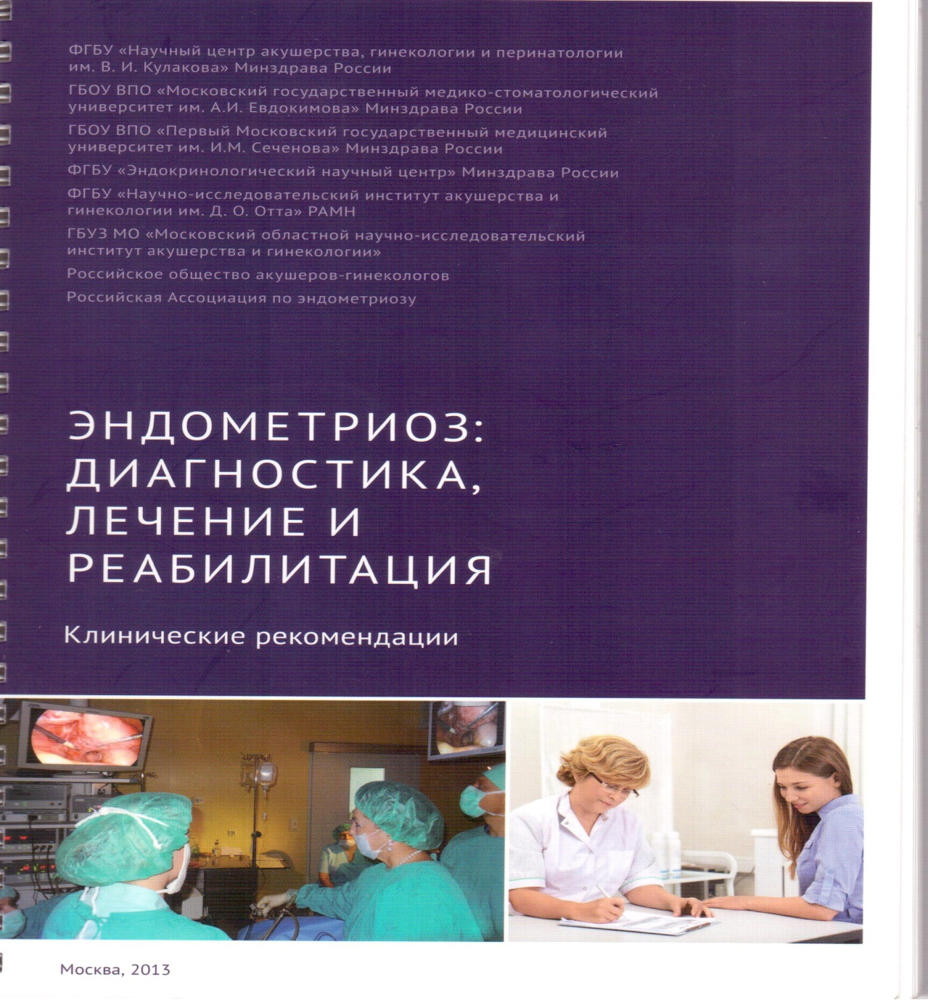 ФГБУ «Научный центр акушерства, гинекологии и перинатологии
им. В. И. Кулакова» Минздрава России
ГБОУ ВПО «Московский государственный медико-стоматологический
университет им. А.И. Евдокимова» Минздрава России
ГБОУ ВПО «Первый Московский государственный медицинский
университет им. И.М. Сеченова» Минздрава России
ФГБУ «Эндокринологический научный центр» Минздрава России
ФГБУ «Научно-исследовательский институт акушерства и
гинекологии им. Д. О. Отта» РАМН
ГБУЗ МО «Московский областной научно-исследовательский
институт акушерства и гинекологии»
Российское общество акушеров-гинекологов
Российская Ассоциация по эндометриозу
ЭНДОМЕТРИОЗ:
ДИАГНОСТИКА,
ЛЕЧЕНИЕ И
РЕАБИЛИТАЦИЯ
Клинические рекомендации
Москва, 2013